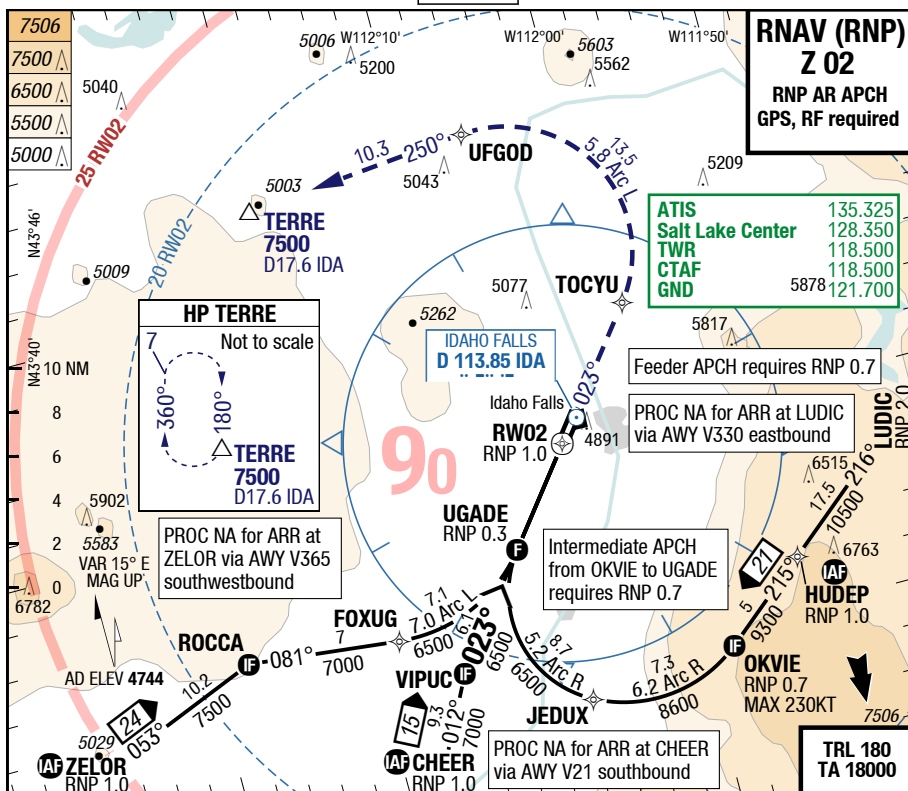 7506
7500
6500
5500
5000
5040
25 RW02
20 RW02
5006
W112°10'
5200
W112°00'
5603
5562
W111°50'
RNAV (RNP)
Z 02
RNP AR APCH
GPS, RF required
10.3
250°
UFGOD
5043
13.5
5.8 Arc L
5209
5003
TERRE
7500
D17.6 IDA
N43°46'
5009
ATIS 135.325
Salt Lake Center 128.350
TWR 118.500
CTAF 118.500
GND 121.700
5878
5077
TOCYU
HP TERRE
Not to scale
7
360°
180°
TERRE
7500
D17.6 IDA
5262
5817
IDAHO FALLS
D 113.85 IDA
023°
Feeder APCH requires RNP 0.7
N43°40'
10 NM
8
6
4
2
0
Idaho Falls
RW02
RNP 1.0
4891
90
PROC NA for ARR at LUDIC
via AWY V330 eastbound
LUDIC
RNP 2.0
6515
216°
17.5
10500
5902
5583
VAR 15° E
MAG UP
6782
PROC NA for ARR at
ZELOR via AWY V365
southwestbound
UGADE
RNP 0.3
F
Intermediate APCH
from OKVIE to UGADE
requires RNP 0.7
21
215°
6763
IAF
HUDEP
RNP 1.0
5
9300
AD ELEV 4744
ROCCA
IF
081°
FOXUG
7
7000
7.1
7.0 Arc L
6500
6.1
023°
6500
8.7
5.2 Arc R
6500
7.3
6.2 Arc R
8600
IF
OKVIE
RNP 0.7
MAX 230KT
VIPUC
IF
JEDUX
10.2
7500
24
053°
5029
IAF
ZELOR
RNP 1.0
15
9.3
012°
7000
IAF
CHEER
RNP 1.0
PROC NA for ARR at CHEER
via AWY V21 southbound
7506
TRL 180
TA 18000